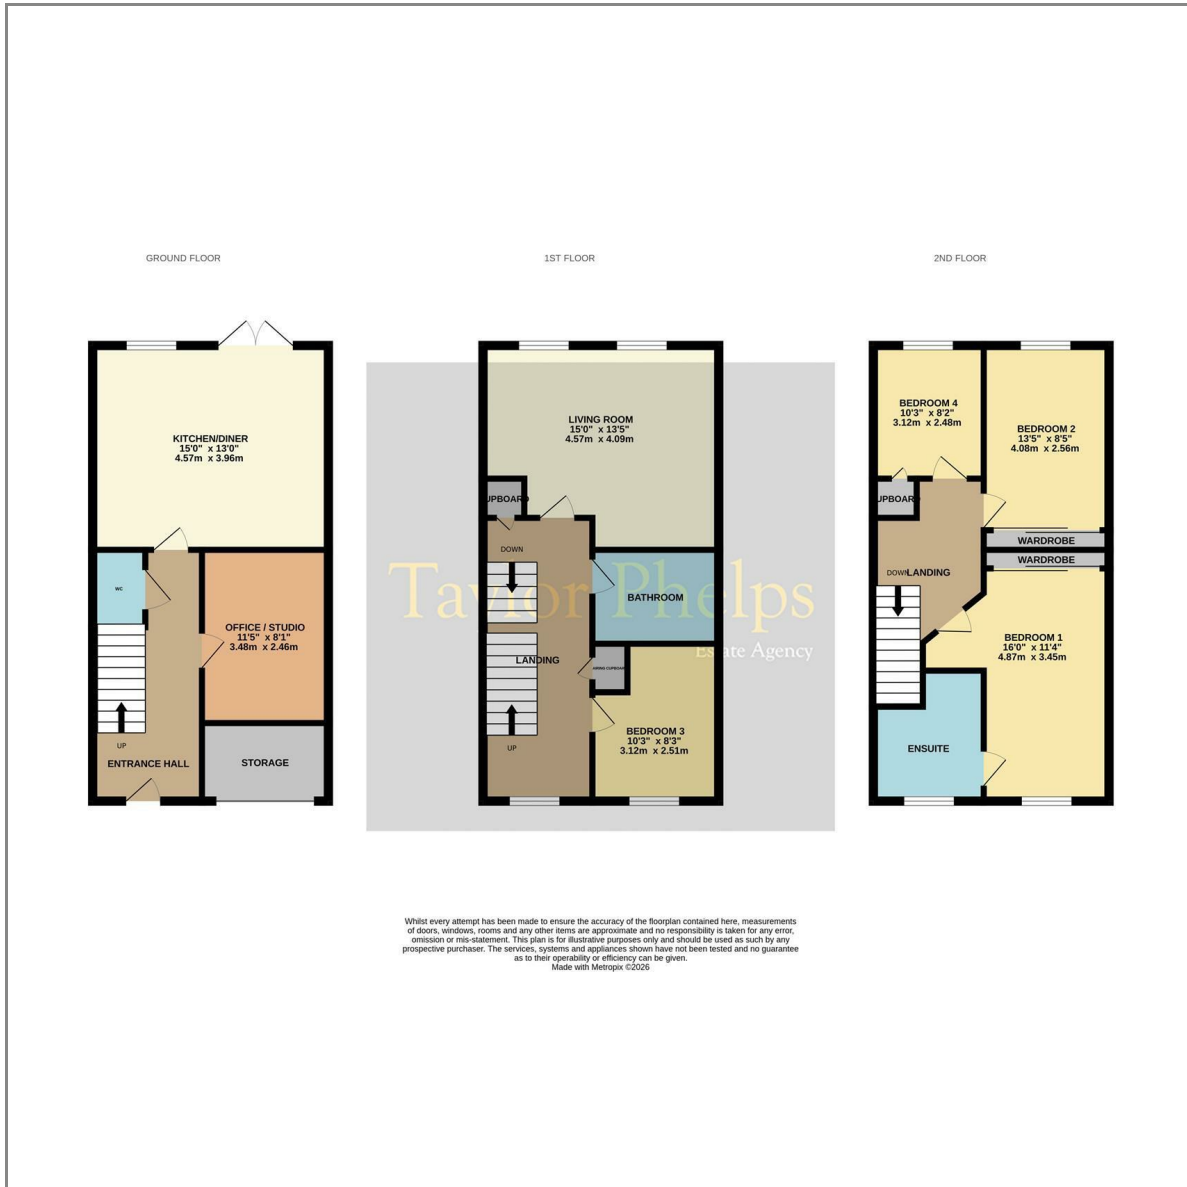 GROUND FLOOR
1ST FLOOR
2ND FLOOR
KITCHEN/DINER
15'0" x 13'0"
4.57m x 3.96m
WC
OFFICE / STUDIO
11'5" x 8'1"
3.48m x 2.46m
UP
ENTRANCE HALL
STORAGE
LIVING ROOM
15'0" x 13'5"
4.57m x 4.09m
UPBOARD
DOWN
BATHROOM
LANDING
AIRING CUPBOARD
UP
BEDROOM 3
10'3" x 8'3"
3.12m x 2.51m
Taylor Phelps
Estate Agency
BEDROOM 4
10'3" x 8'2"
3.12m x 2.48m
BEDROOM 2
13'5" x 8'5"
4.08m x 2.56m
UPBOARD
WARDROBE
WARDROBE
DOWN
LANDING
BEDROOM 1
16'0" x 11'4"
4.87m x 3.45m
ENSUITE
Whilst every attempt has been made to ensure the accuracy of the floorplan contained here, measurements
of doors, windows, rooms and any other items are approximate and no responsibility is taken for any error,
omission or mis-statement. This plan is for illustrative purposes only and should be used as such by any
prospective purchaser. The services, systems and appliances shown have not been tested and no guarantee
as to their operability or efficiency can be given.
Made with Metropix ©2026